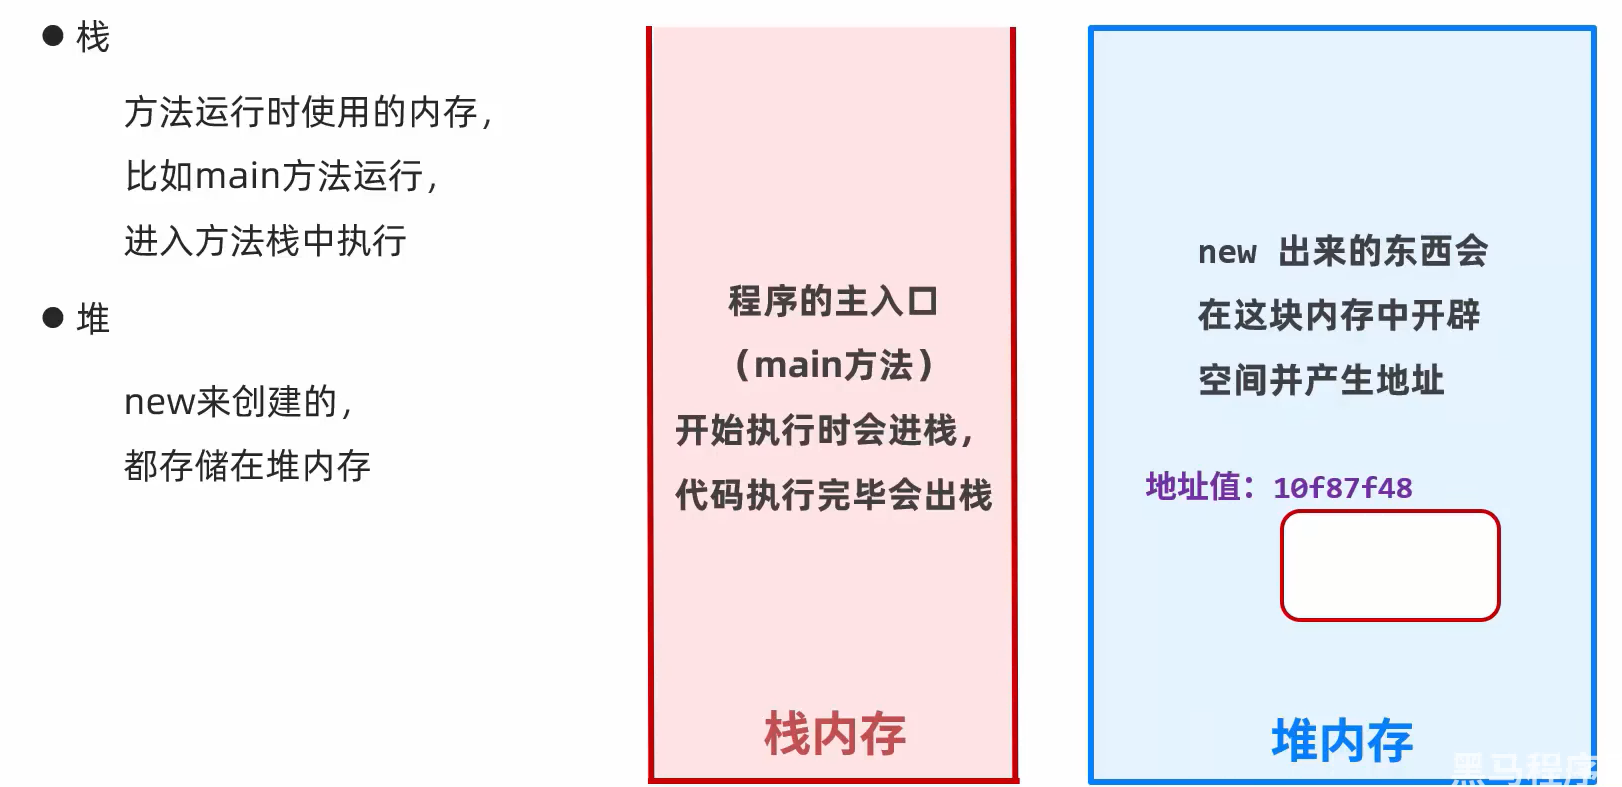 ● 栈
方法运行时使用的内存，
比如main方法运行，
进入方法栈中执行
● 堆
new来创建的，
都存储在堆内存
程序的主入口
（main方法）
开始执行时会进栈，
代码执行完毕会出栈
栈内存
new 出来的东西会
在这块内存中开辟
空间并产生地址
地址值：10f87f48
堆内存
黑马程序